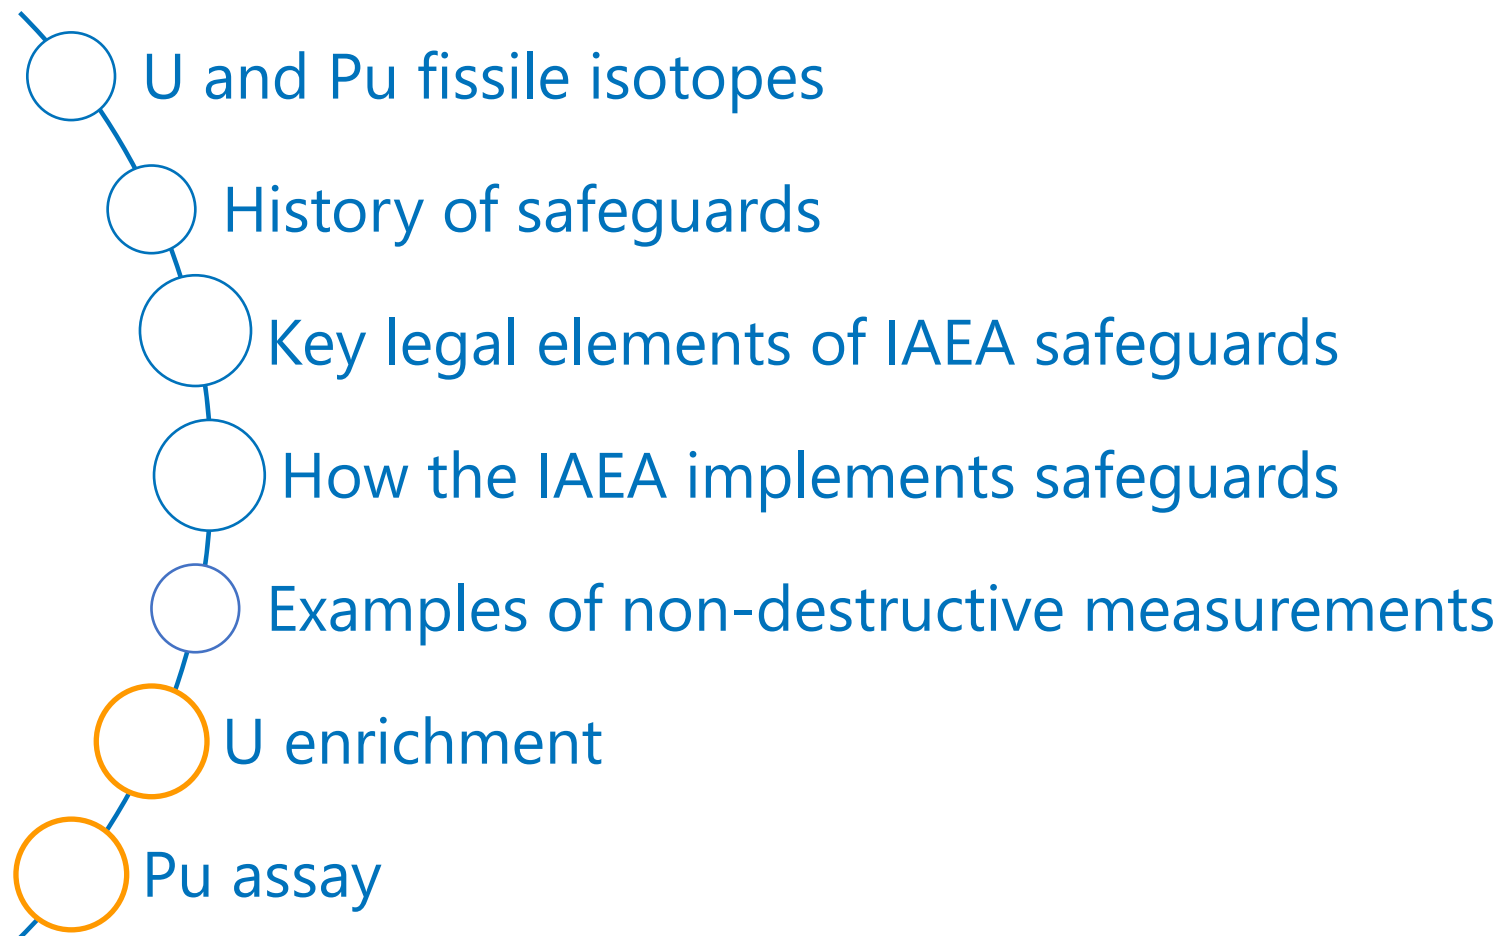 U and Pu fissile isotopes
History of safeguards
Key legal elements of IAEA safeguards
How the IAEA implements safeguards
Examples of non-destructive measurements
U enrichment
Pu assay